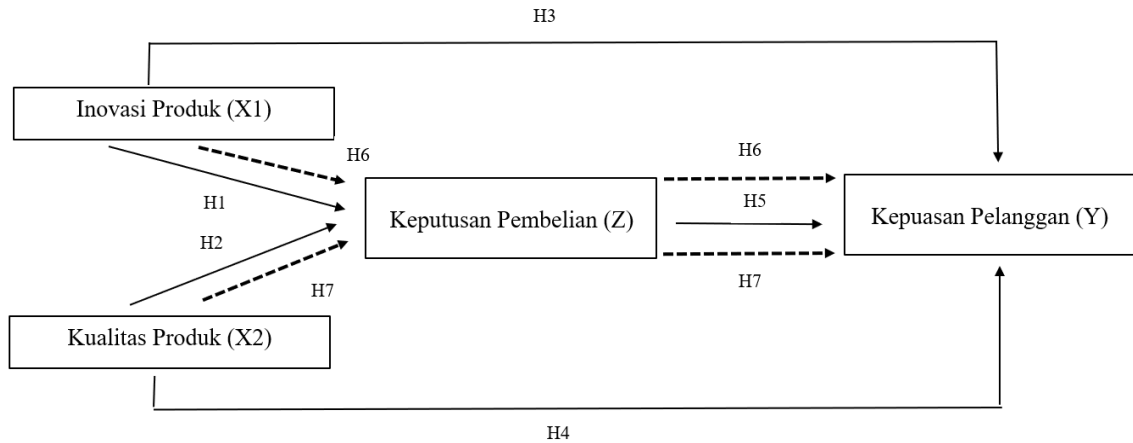 H3
Inovasi Produk (X1)
H6
H6
H1
Keputusan Pembelian (Z)
H5
Kepuasan Pelanggan (Y)
H2
H7
H7
Kualitas Produk (X2)
H4